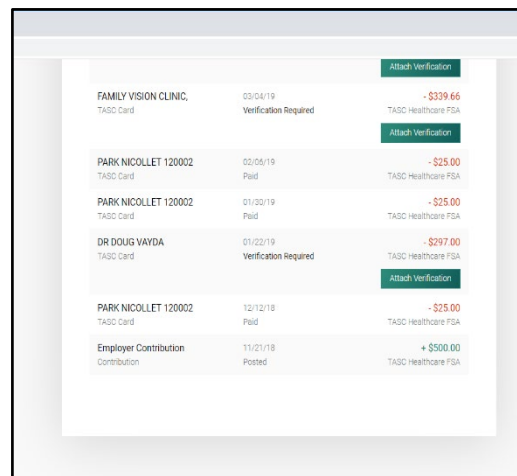 Attach Verification
FAMILY VISION CLINIC, 03/04/19 - $339.66
TASC Card Verification Required TASC Healthcare FSA
Attach Verification
PARK NICOLLET 120002 02/06/19 - $25.00
TASC Card Paid TASC Healthcare FSA
PARK NICOLLET 120002 01/30/19 - $25.00
TASC Card Paid TASC Healthcare FSA
DR DOUG VAYDA 01/22/19 - $297.00
TASC Card Verification Required TASC Healthcare FSA
Attach Verification
PARK NICOLLET 120002 12/12/18 - $25.00
TASC Card Paid TASC Healthcare FSA
Employer Contribution 11/21/18 + $500.00
Contribution Posted TASC Healthcare FSA